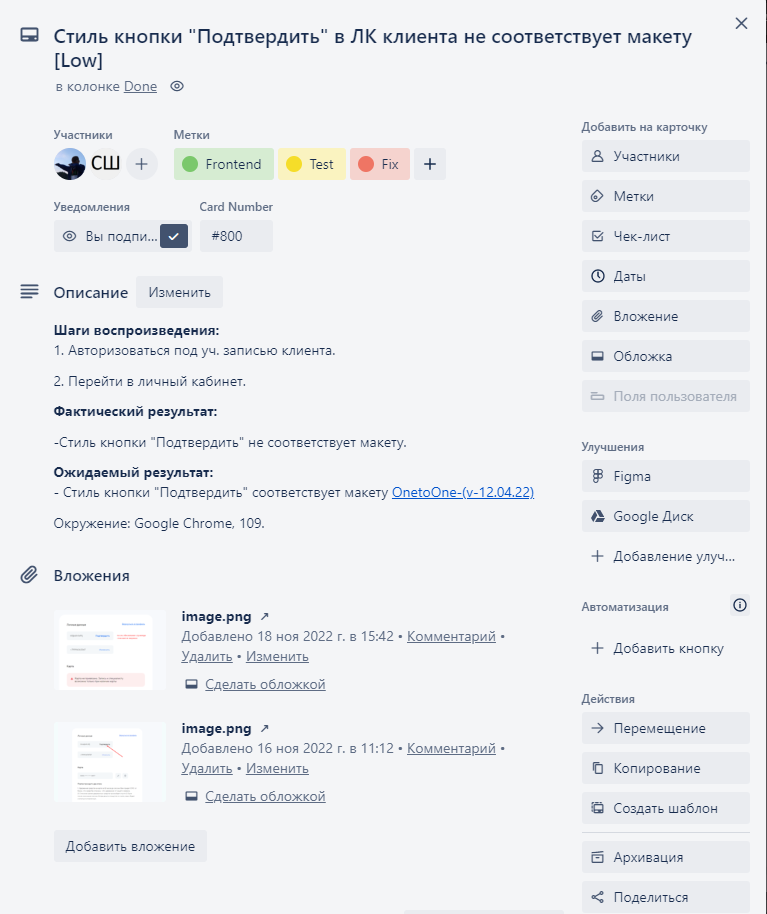 Стиль кнопки "Подтвердить" в ЛК клиента не соответствует макету
[Low]
в колонке Done
Участники
Метки
СШ
Frontend
Test
Fix
Уведомления
Card Number
Вы подпи...
#800
Описание
Изменить
Шаги воспроизведения:
1. Авторизоваться под уч. записью клиента.
2. Перейти в личный кабинет.
Фактический результат:
-Стиль кнопки "Подтвердить" не соответствует макету.
Ожидаемый результат:
- Стиль кнопки "Подтвердить" соответствует макету OnetoOne-(v-12.04.22)
Окружение: Google Chrome, 109.
Вложения
image.png ↗
Добавлено 18 ноя 2022 г. в 15:42 • Комментарий •
Удалить • Изменить
Сделать обложкой
image.png ↗
Добавлено 16 ноя 2022 г. в 11:12 • Комментарий •
Удалить • Изменить
Сделать обложкой
Добавить вложение
Добавить на карточку
Участники
Метки
Чек-лист
Даты
Вложение
Обложка
Поля пользователя
Улучшения
Figma
Google Диск
Добавление улуч...
Автоматизация
Добавить кнопку
Действия
Перемещение
Копирование
Создать шаблон
Архивация
Поделиться